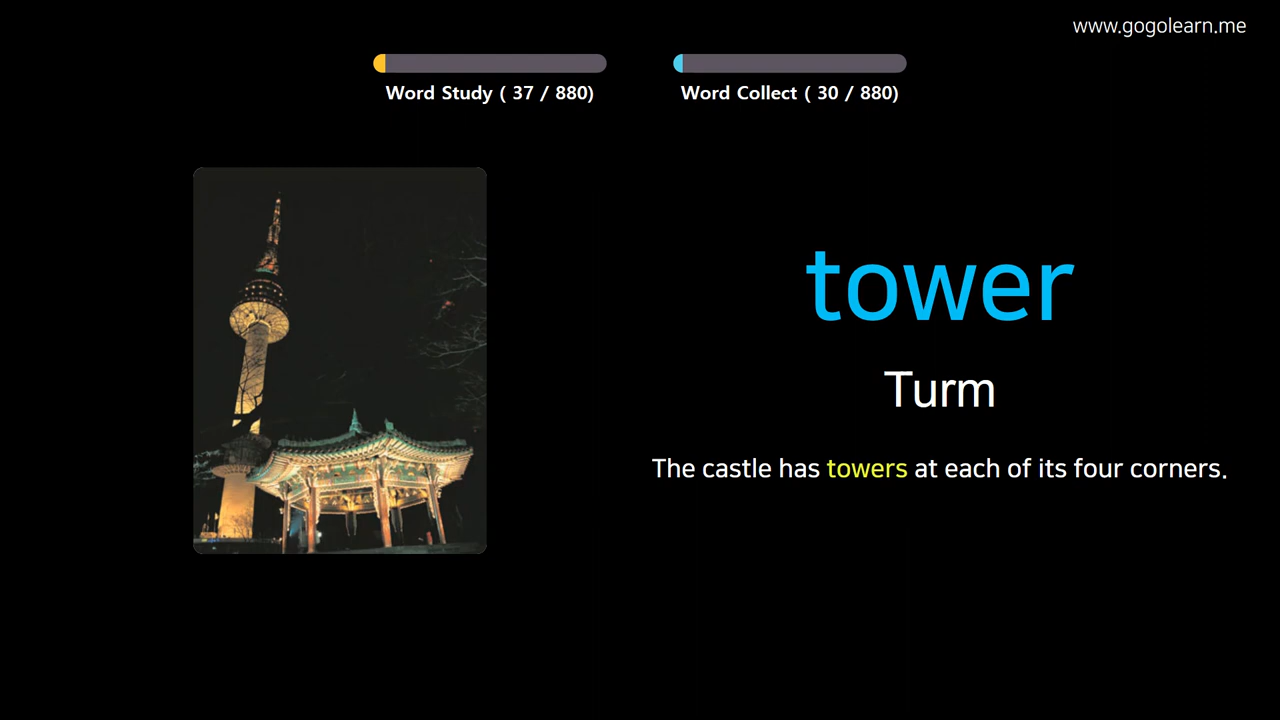 www.gogolearn.me
Word Study ( 37 / 880)
Word Collect ( 30 / 880)
tower
Turm
The castle has towers at each of its four corners.